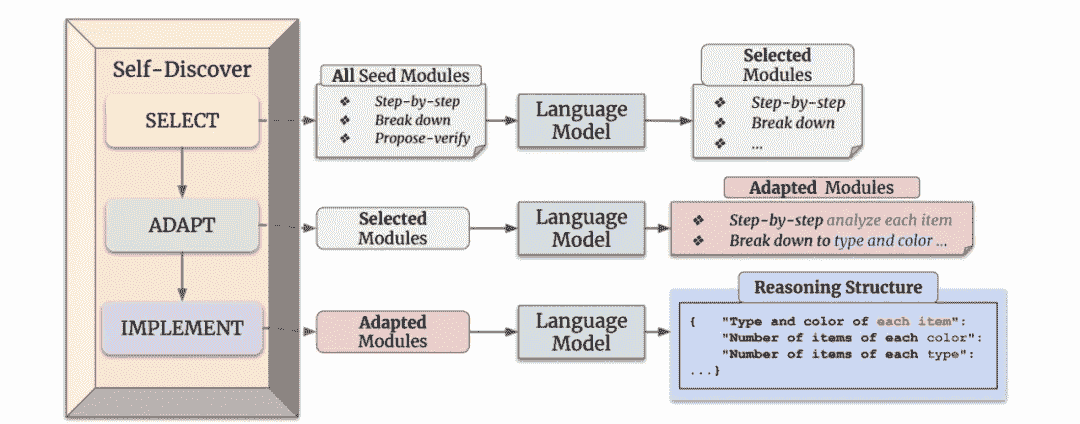 Self-Discover
SELECT
All Seed Modules
❖ Step-by-step
❖ Break down
❖ Propose-verify
Language
Model
Selected
Modules
❖ Step-by-step
❖ Break down
❖ ...
ADAPT
Selected
Modules
Language
Model
Adapted Modules
❖ Step-by-step analyze each item
❖ Break down to type and color ...
IMPLEMENT
Adapted
Modules
Language
Model
Reasoning Structure
{ "Type and color of each item":
"Number of items of each color":
"Number of items of each type":
...}